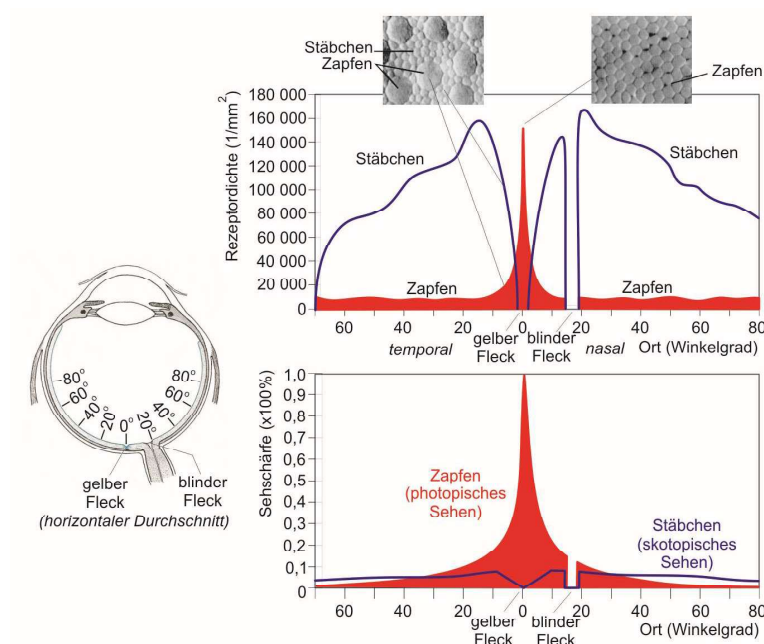 Stäbchen
Zapfen
Zapfen
Rezeptordichte (1/mm²)
180 000
160 000
140 000
120 000
100 000
80 000
60 000
40 000
20 000
0
Stäbchen
Stäbchen
Zapfen
Zapfen
60 40 20 0 20 40 60 80
temporal
gelber
Fleck
blinder
Fleck
nasal
Ort (Winkelgrad)
80°
60°
40°
20°
0°
20°
40°
60°
80°
gelber
Fleck
blinder
Fleck
(horizontaler Durchschnitt)
Sehschärfe (x100%)
1,0
0,9
0,8
0,7
0,6
0,5
0,4
0,3
0,2
0,1
0
Zapfen
(photopisches
Sehen)
Stäbchen
(skotopisches
Sehen)
60 40 20 0 20 40 60 80
gelber
Fleck
blinder
Fleck
Ort (Winkelgrad)